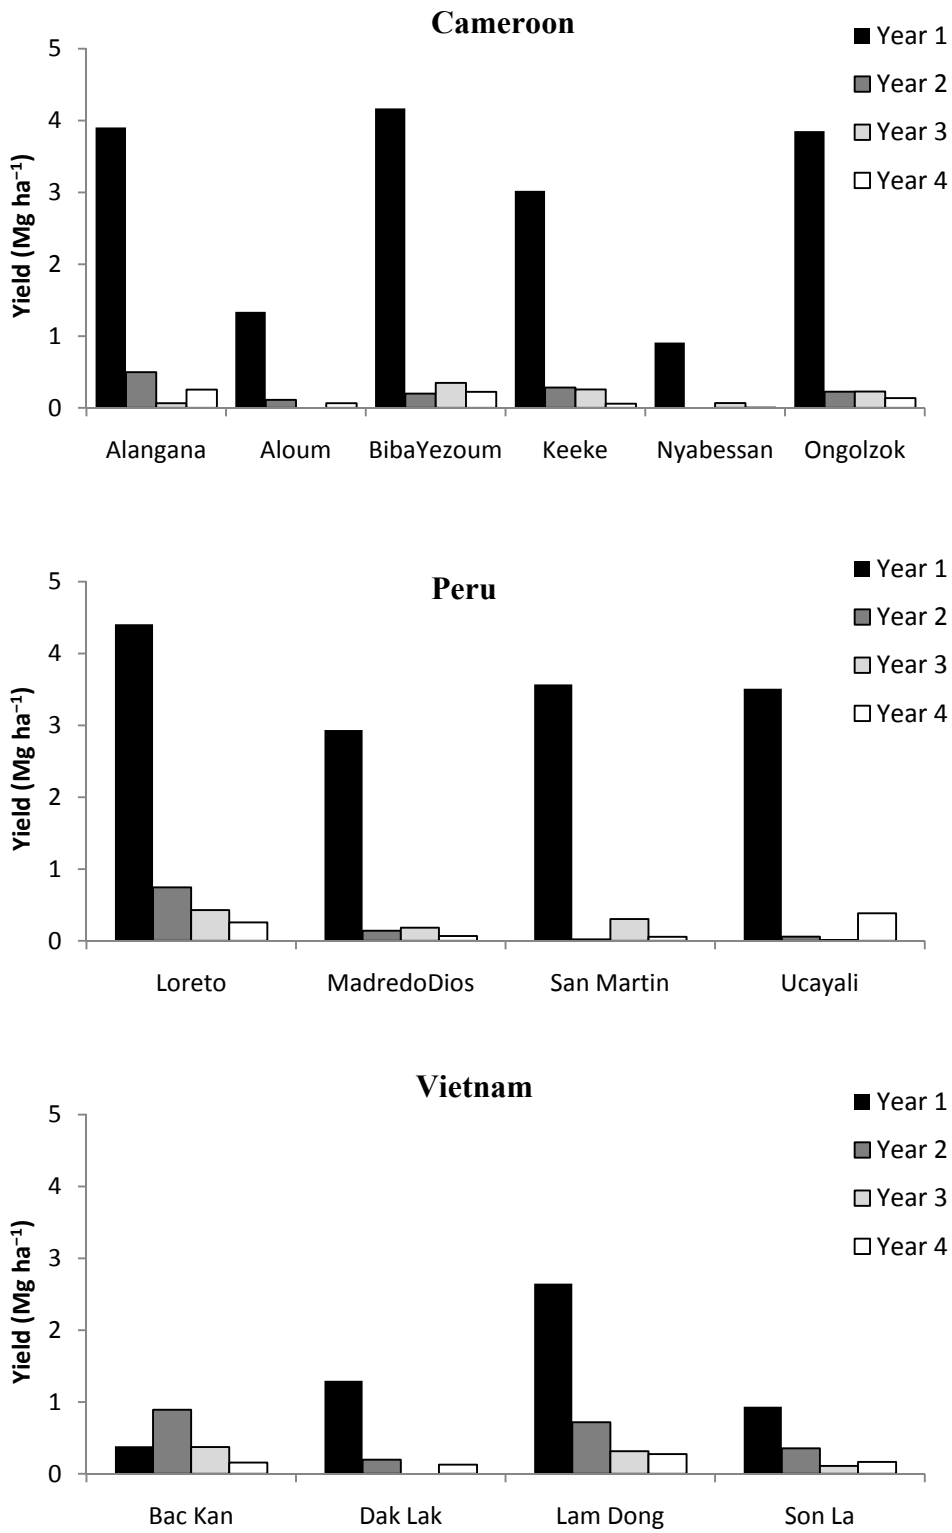 Cameroon
Yield (Mg ha⁻¹)
5
4
3
2
1
0
Alangana Aloum BibaYezoum Keeke Nyabessan Ongolzok
Year 1
Year 2
Year 3
Year 4
Peru
Yield (Mg ha⁻¹)
5
4
3
2
1
0
Loreto MadredoDios San Martin Ucayali
Year 1
Year 2
Year 3
Year 4
Vietnam
Yield (Mg ha⁻¹)
5
4
3
2
1
0
Bac Kan Dak Lak Lam Dong Son La
Year 1
Year 2
Year 3
Year 4